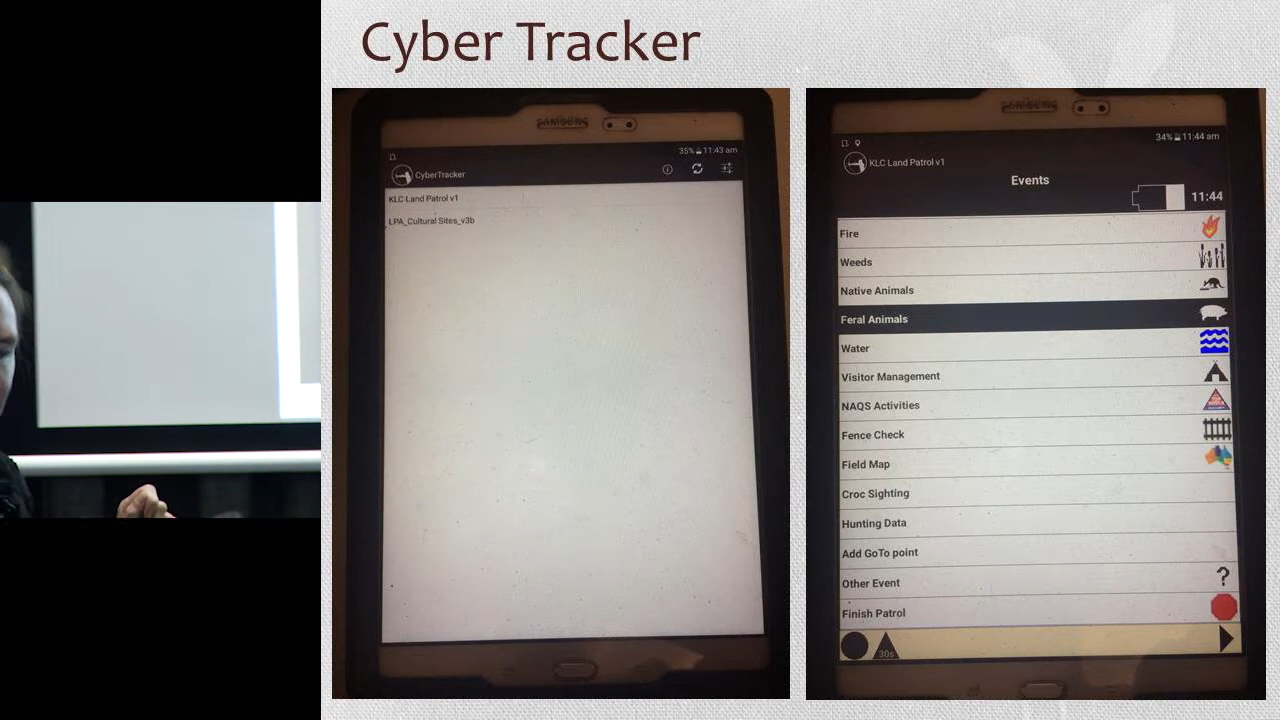 Cyber Tracker
SAMSUNG
35% 11:43 am
CyberTracker
KLC Land Patrol v1
LPA_Cultural Sites_v3b
SAMSUNG
34% 11:44 am
KLC Land Patrol v1
Events
11:44
Fire
Weeds
Native Animals
Feral Animals
Water
Visitor Management
NAQS Activities
Fence Check
Field Map
Croc Sighting
Hunting Data
Add GoTo point
Other Event
?
Finish Patrol
30s